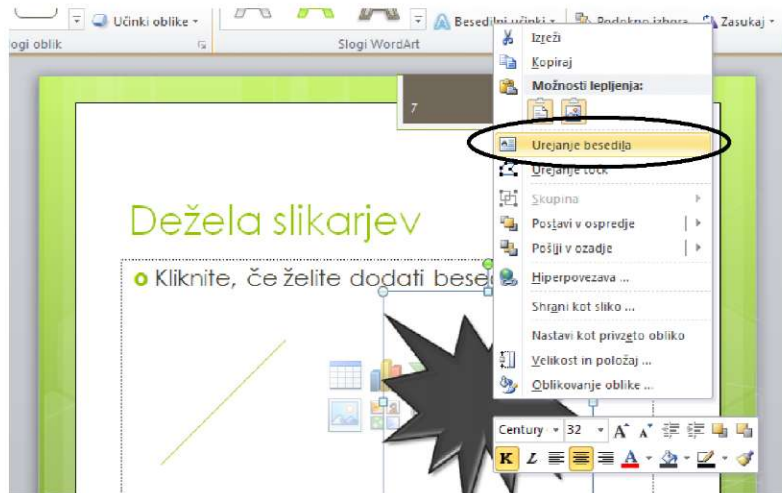 Učinki oblike
Besedilni učinki
Podokno izbora
Zasukaj
ogi oblik
Slogi WordArt
7
Dežela slikarjev
Kliknite, če želite dodati bese
Izreži
Kopiraj
Možnosti lepljenja:
Urejanje besedila
Urejanje točk
Skupina
Postavi v ospredje
Pošlji v ozadje
Hiperpovezava ...
Shrani kot sliko ...
Nastavi kot privzeto obliko
Velikost in položaj ...
Oblikovanje oblike ...
Century 32 A A
K L A